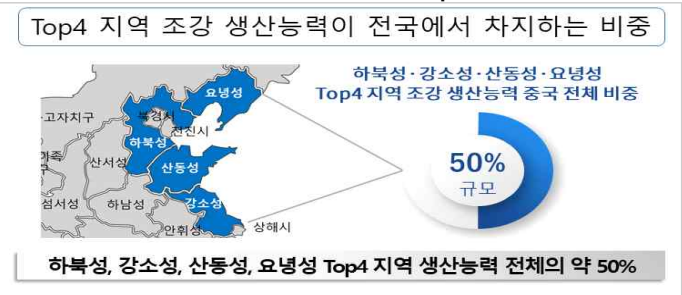 Top4 지역 조강 생산능력이 전국에서 차지하는 비중
하북성·강소성·산동성·요녕성
Top4 지역 조강 생산능력 중국 전체 비중
요녕성
고자치구
북경시
천진시
하북성
산서성
산동성
섬서성
하남성
강소성
안휘성
상해시
50%
규모
하북성, 강소성, 산동성, 요녕성 Top4 지역 생산능력 전체의 약 50%